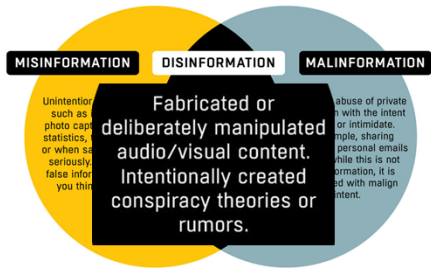 MISINFORMATION
DISINFORMATION
MALINFORMATION
Unintention
such as i
photo capt
statistics, t
or when sa
seriously.
false infor
you thin
Fabricated or
deliberately manipulated
audio/visual content.
Intentionally created
conspiracy theories or
rumors.
abuse of private
n with the intent
or intimidate.
mple, sharing
personal emails
while this is not
ormation, it is
ed with malign
intent.